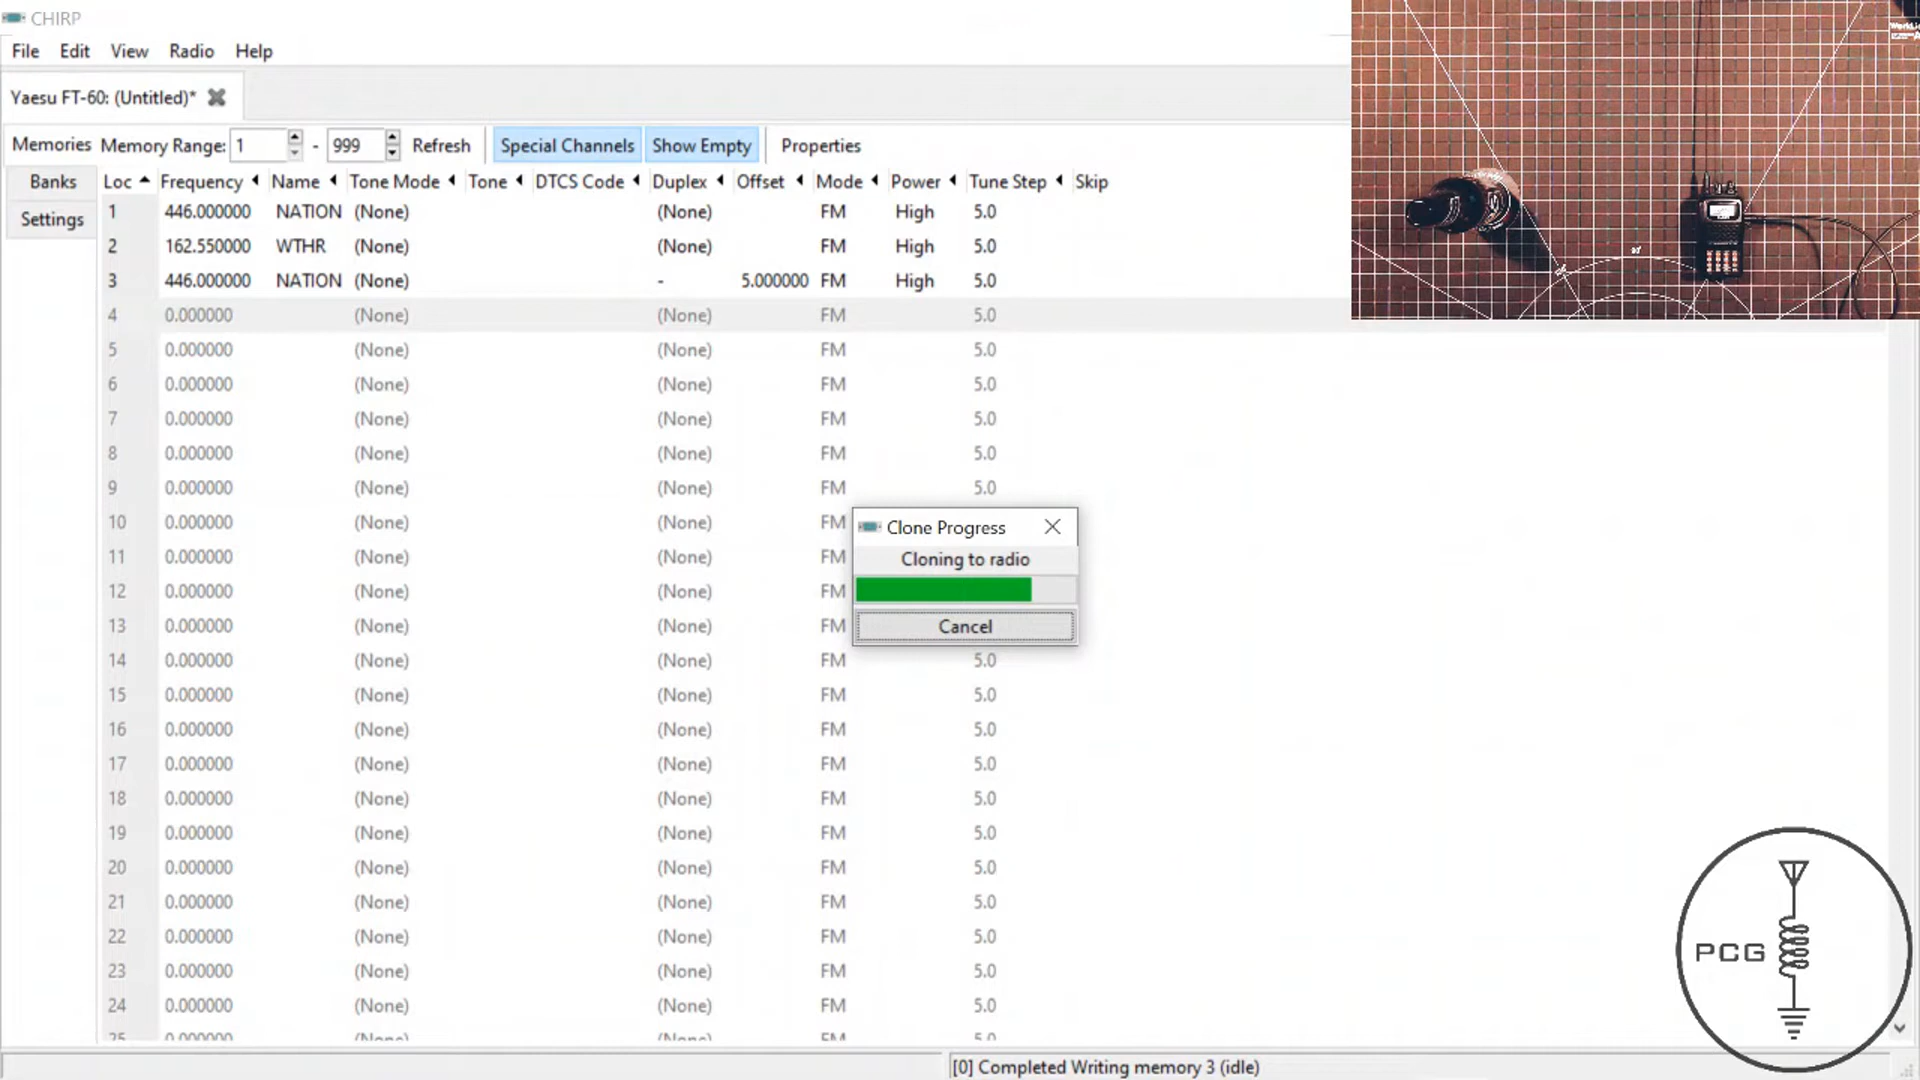 CHIRP
File Edit View Radio Help
Yaesu FT-60: (Untitled)*
Memories Memory Range: 1 - 999 Refresh Special Channels Show Empty Properties
Banks
Settings
Loc Frequency Name Tone Mode Tone DTCS Code Duplex Offset Mode Power Tune Step Skip
1 446.000000 NATION (None) (None) FM High 5.0
2 162.550000 WTHR (None) (None) FM High 5.0
3 446.000000 NATION (None) - 5.000000 FM High 5.0
4 0.000000 (None) (None) FM 5.0
5 0.000000 (None) (None) FM 5.0
6 0.000000 (None) (None) FM 5.0
7 0.000000 (None) (None) FM 5.0
8 0.000000 (None) (None) FM 5.0
9 0.000000 (None) (None) FM 5.0
10 0.000000 (None) (None) FM
11 0.000000 (None) (None) FM
12 0.000000 (None) (None) FM
13 0.000000 (None) (None) FM
14 0.000000 (None) (None) FM 5.0
15 0.000000 (None) (None) FM 5.0
16 0.000000 (None) (None) FM 5.0
17 0.000000 (None) (None) FM 5.0
18 0.000000 (None) (None) FM 5.0
19 0.000000 (None) (None) FM 5.0
20 0.000000 (None) (None) FM 5.0
21 0.000000 (None) (None) FM 5.0
22 0.000000 (None) (None) FM 5.0
23 0.000000 (None) (None) FM 5.0
24 0.000000 (None) (None) FM 5.0
Clone Progress
Cloning to radio
Cancel
PCG
[0] Completed Writing memory 3 (idle)